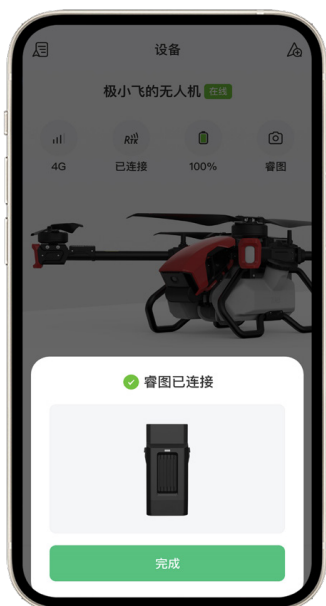 设备
极小飞的无人机 在线
4G 已连接 100% 睿图
RTK
睿图已连接
完成